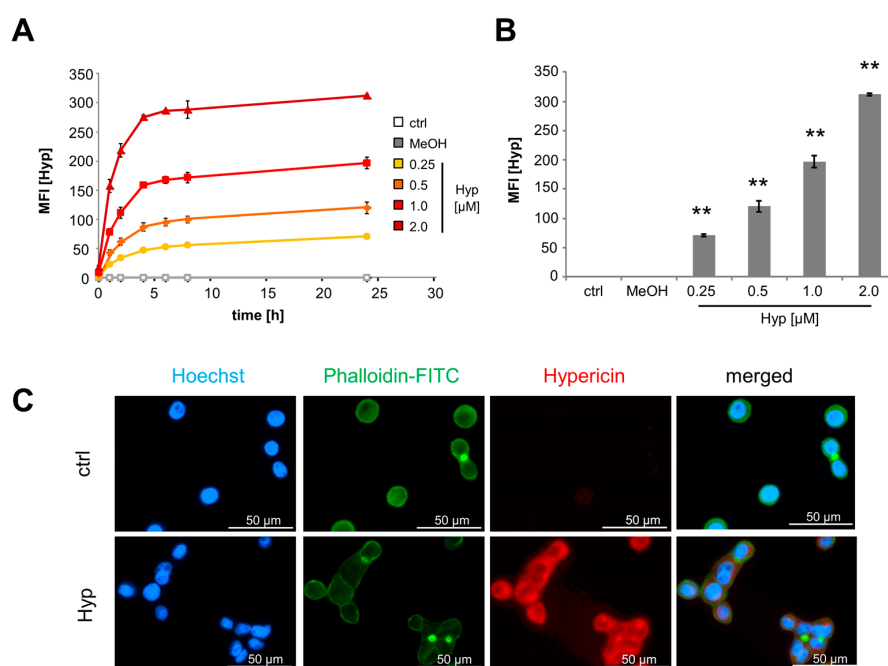 A
350
300
250
200
150
100
50
0
MFI [Hyp]
0 5 10 15 20 25 30
time [h]
ctrl
MeOH
0.25
0.5
1.0
2.0
Hyp
[µM]
B
350
300
250
200
150
100
50
0
MFI [Hyp]
** ** ** **
ctrl MeOH 0.25 0.5 1.0 2.0
Hyp [µM]
C
Hoechst Phalloidin-FITC Hypericin merged
ctrl
50 µm 50 µm 50 µm 50 µm
Hyp
50 µm 50 µm 50 µm 50 µm